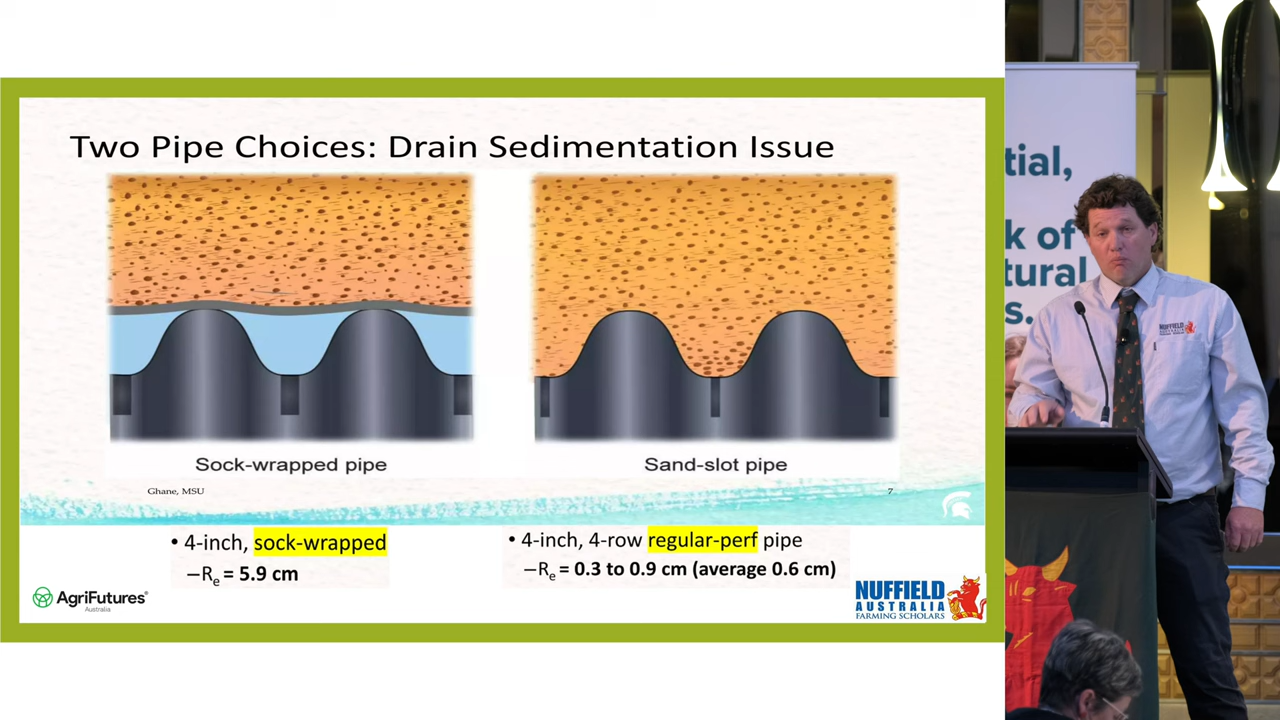 Two Pipe Choices: Drain Sedimentation Issue
Sock-wrapped pipe
Sand-slot pipe
Ghane, MSU
7
• 4-inch, sock-wrapped
–Re = 5.9 cm
• 4-inch, 4-row regular-perf pipe
–Re = 0.3 to 0.9 cm (average 0.6 cm)
AgriFutures®
Australia
NUFFIELD
AUSTRALIA
FARMING SCHOLARS
tial,
k of
tural
s.
NUFFIELD